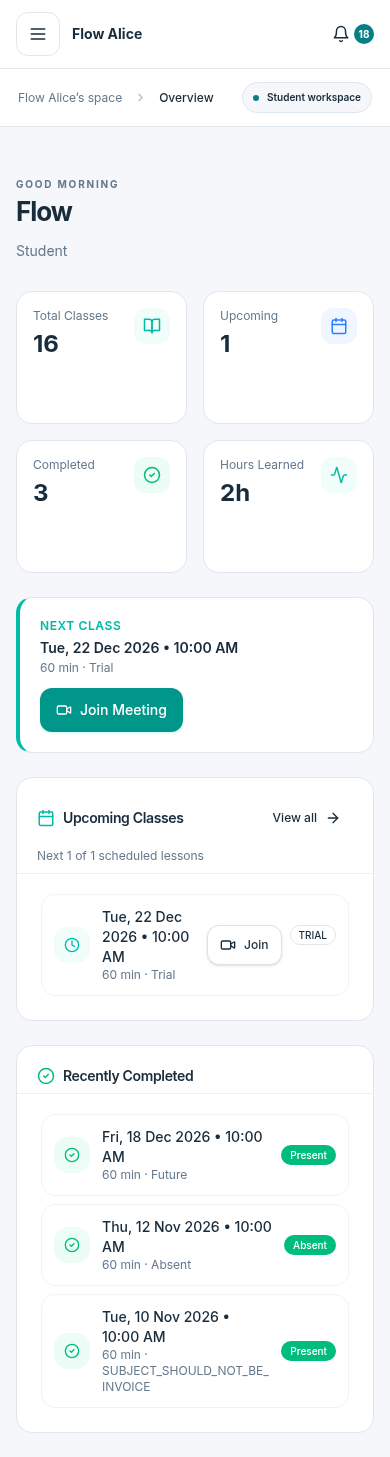 Flow Alice
18
Flow Alice's space
Overview
Student workspace
GOOD MORNING
Flow
Student
Total Classes
16
Upcoming
1
Completed
3
Hours Learned
2h
NEXT CLASS
Tue, 22 Dec 2026 • 10:00 AM
60 min · Trial
Join Meeting
Upcoming Classes
View all
Next 1 of 1 scheduled lessons
Tue, 22 Dec
2026 • 10:00
AM
60 min · Trial
Join
TRIAL
Recently Completed
Fri, 18 Dec 2026 • 10:00
AM
60 min · Future
Present
Thu, 12 Nov 2026 • 10:00
AM
60 min · Absent
Absent
Tue, 10 Nov 2026 •
10:00 AM
60 min ·
SUBJECT_SHOULD_NOT_BE_
INVOICE
Present